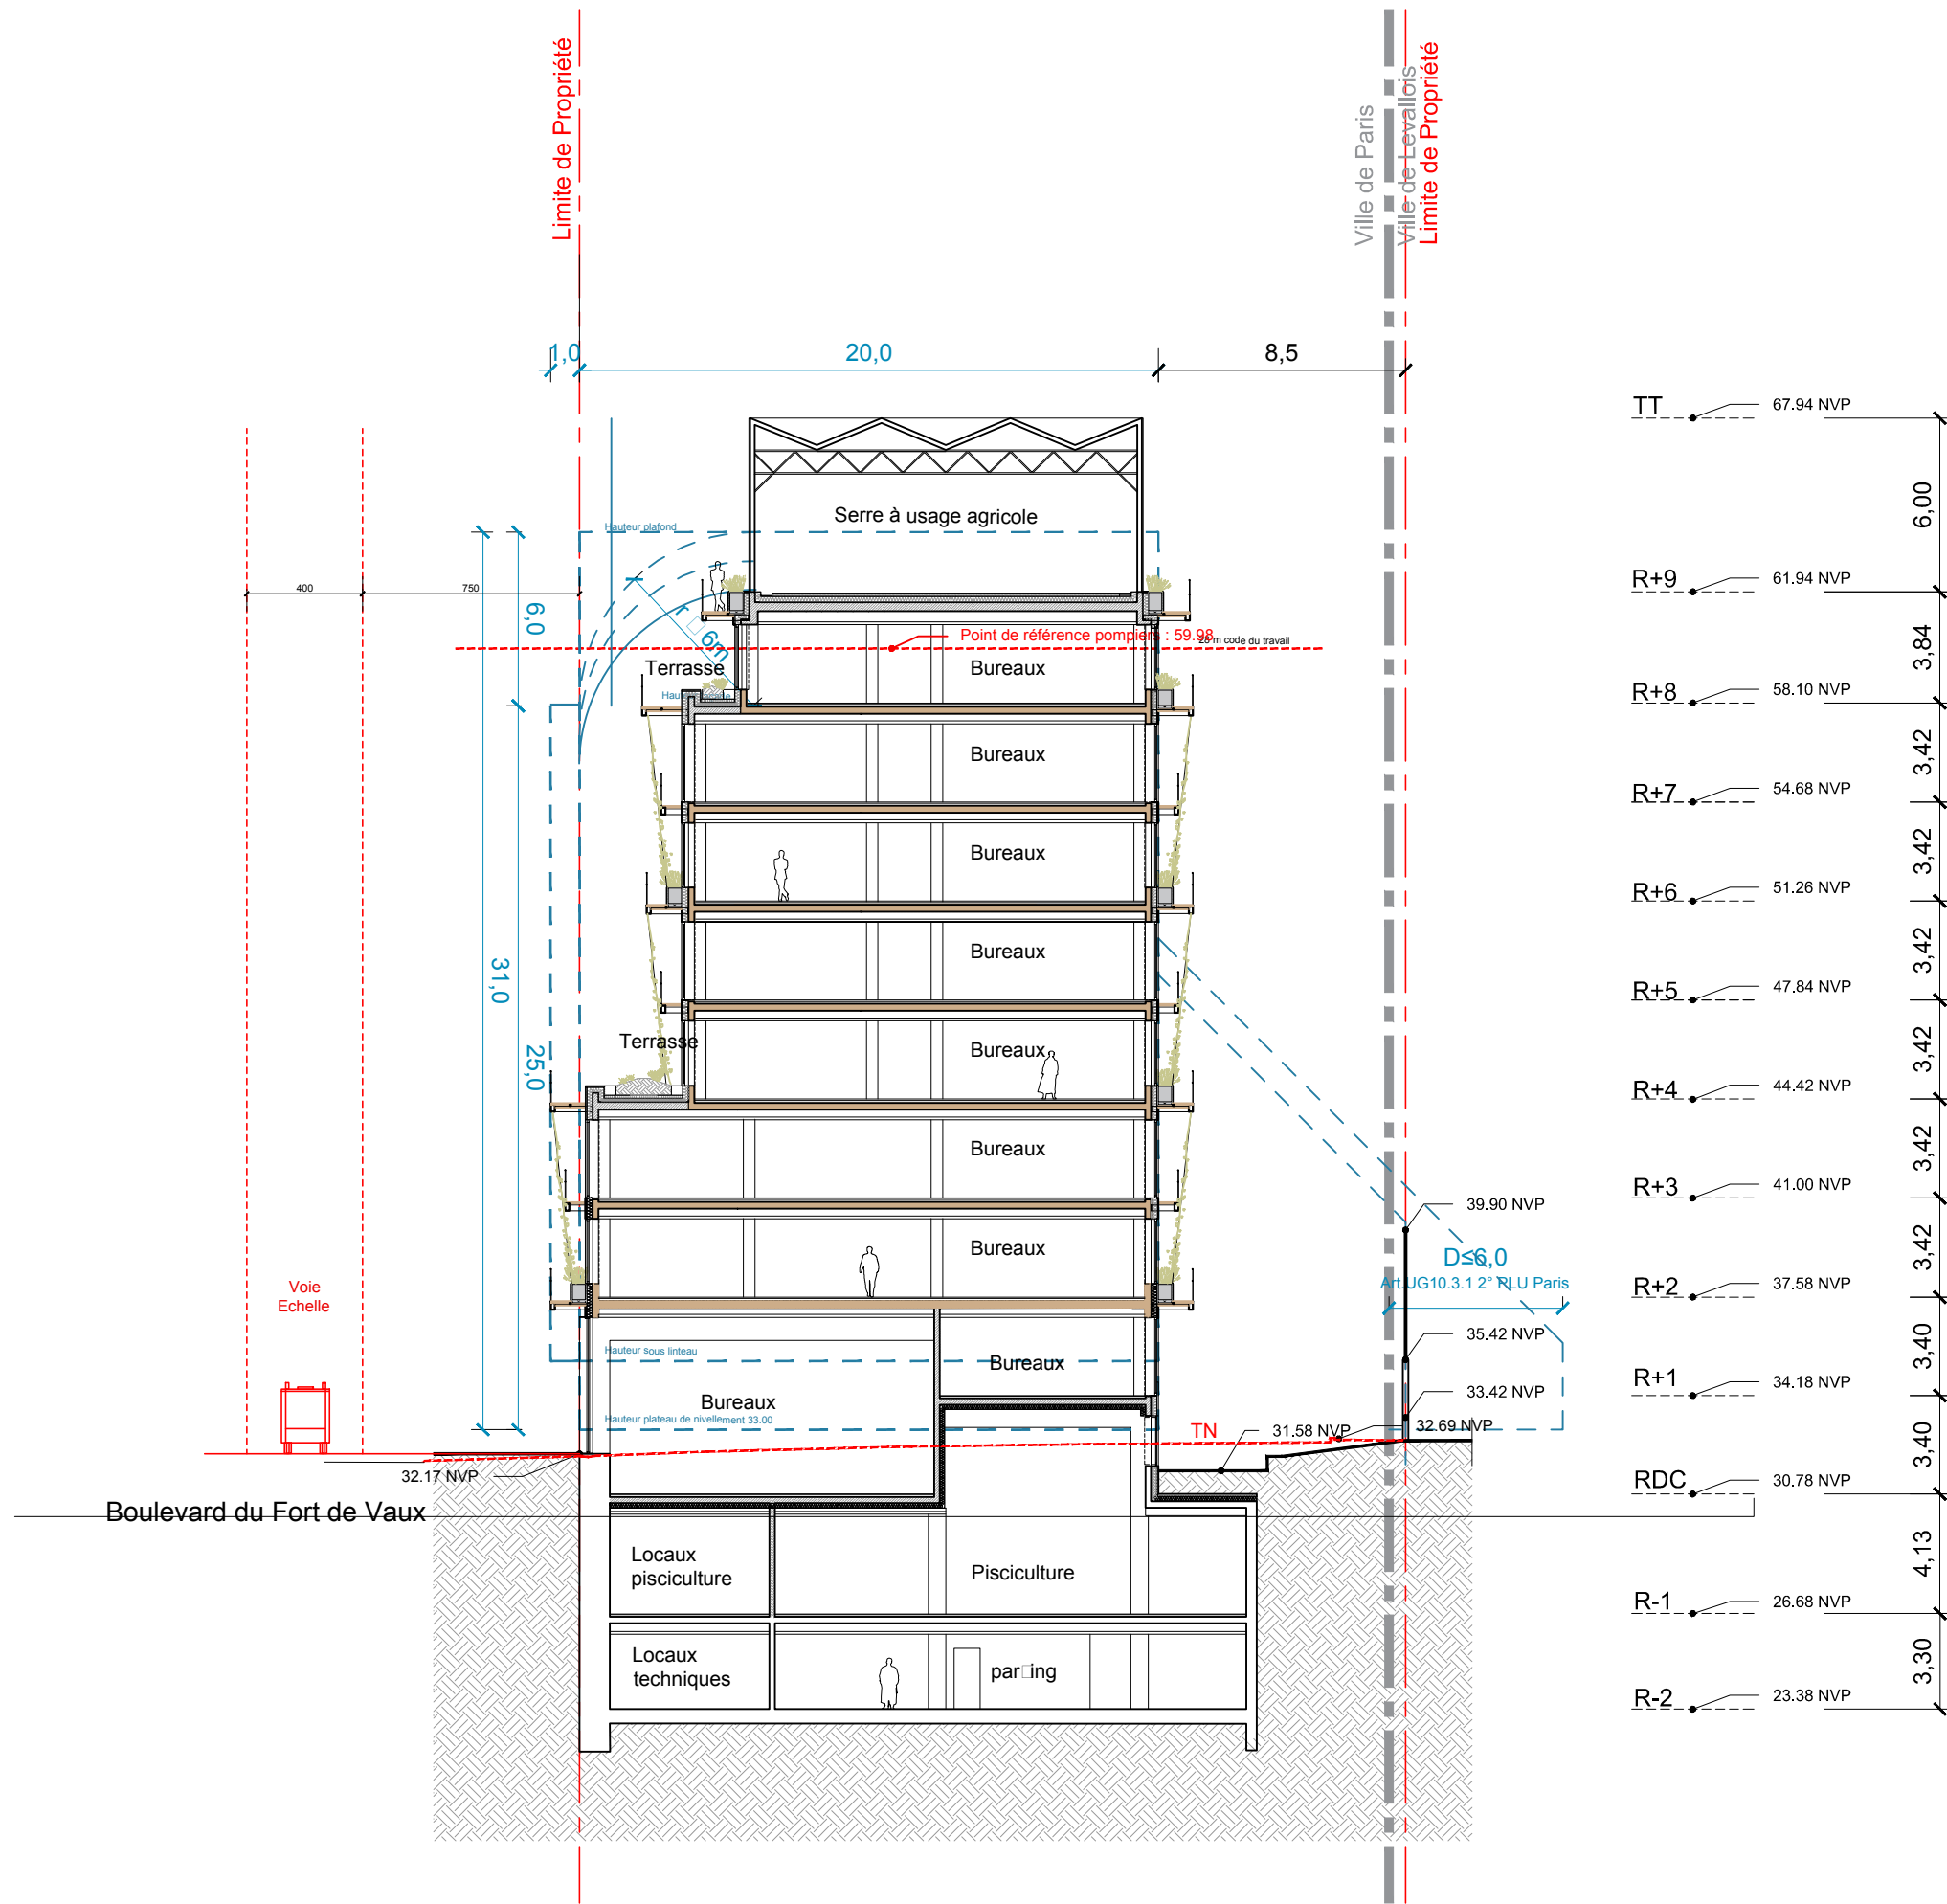 Limite de Propriété
Ville de Paris
Ville de Levallois
Limite de Propriété
1,0
20,0
8,5
TT
67.94 NVP
6,00
Serre à usage agricole
Hauteur plafond
400
750
6,0
r □ 6m
R+9
61.94 NVP
3,84
Point de référence pompiers : 59.98
28 m code du travail
Terrasse
Bureaux
R+8
58.10 NVP
3,42
Bureaux
R+7
54.68 NVP
3,42
Bureaux
R+6
51.26 NVP
3,42
31,0
Bureaux
R+5
47.84 NVP
3,42
25,0
Terrasse
Bureaux
R+4
44.42 NVP
3,42
Bureaux
R+3
41.00 NVP
3,42
39.90 NVP
Bureaux
D≤6,0
Art.UG10.3.1 2° PLU Paris
R+2
37.58 NVP
3,40
Voie
Echelle
Hauteur sous linteau
35.42 NVP
Bureaux
Bureaux
R+1
34.18 NVP
3,40
33.42 NVP
Hauteur plateau de nivellement 33.00
TN
31.58 NVP
32.69 NVP
32.17 NVP
RDC
30.78 NVP
4,13
Boulevard du Fort de Vaux
Locaux
pisciculture
Pisciculture
R-1
26.68 NVP
3,30
Locaux
techniques
par□ing
R-2
23.38 NVP